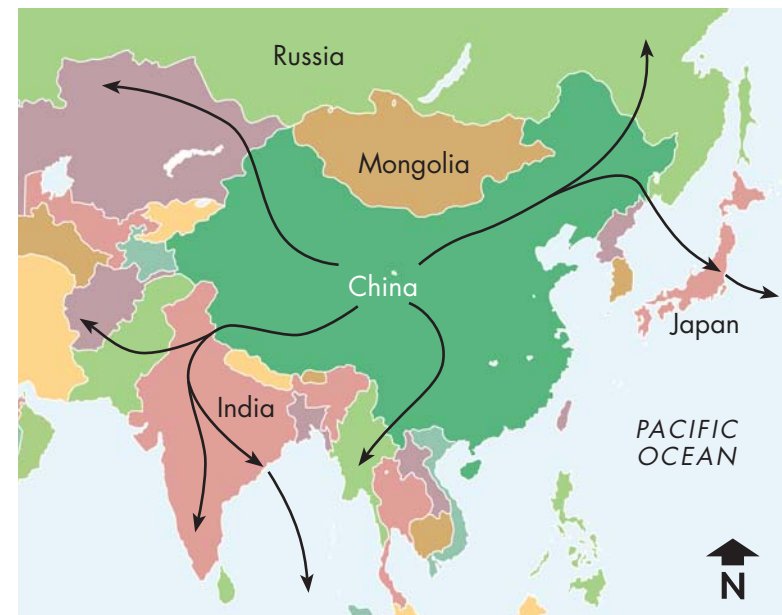 Russia
Mongolia
China
Japan
India
PACIFIC
OCEAN
N